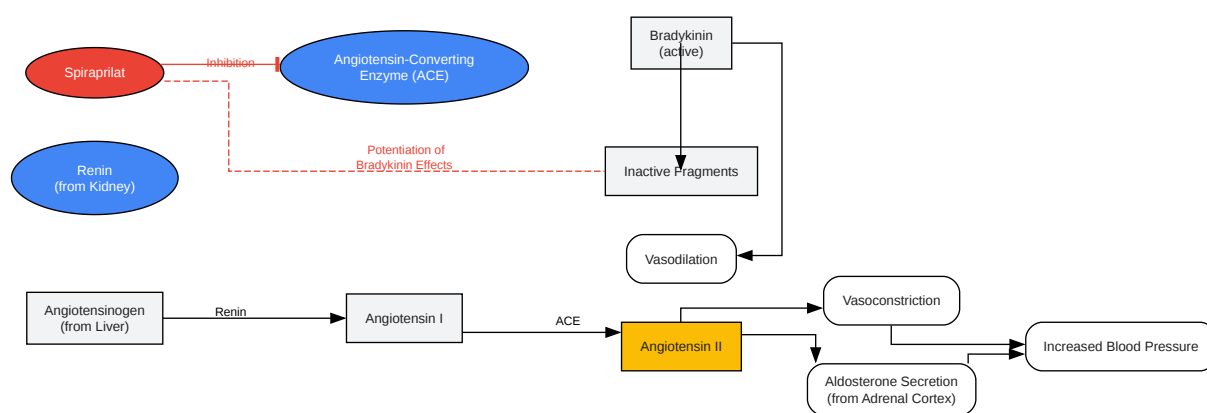 Spiraprilat
Inhibition
Angiotensin-Converting
Enzyme (ACE)
Bradykinin
(active)
Potentiation of
Bradykinin Effects
Inactive Fragments
Renin
(from Kidney)
Vasodilation
Angiotensinogen
(from Liver)
Renin
Angiotensin I
ACE
Angiotensin II
Vasoconstriction
Increased Blood Pressure
Aldosterone Secretion
(from Adrenal Cortex)